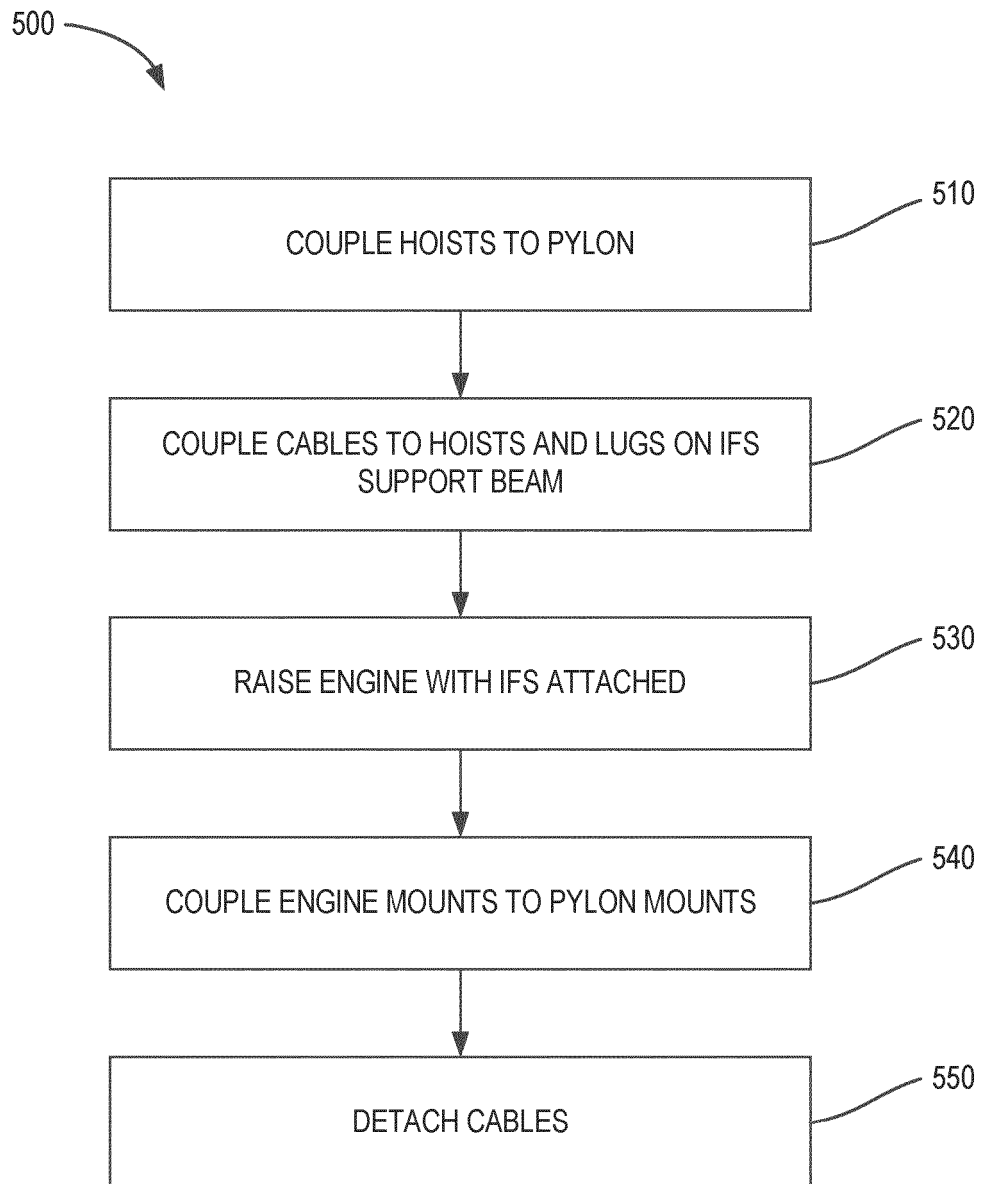 500
510
COUPLE HOISTS TO PYLON
520
COUPLE CABLES TO HOISTS AND LUGS ON IFS
SUPPORT BEAM
530
RAISE ENGINE WITH IFS ATTACHED
540
COUPLE ENGINE MOUNTS TO PYLON MOUNTS
550
DETACH CABLES